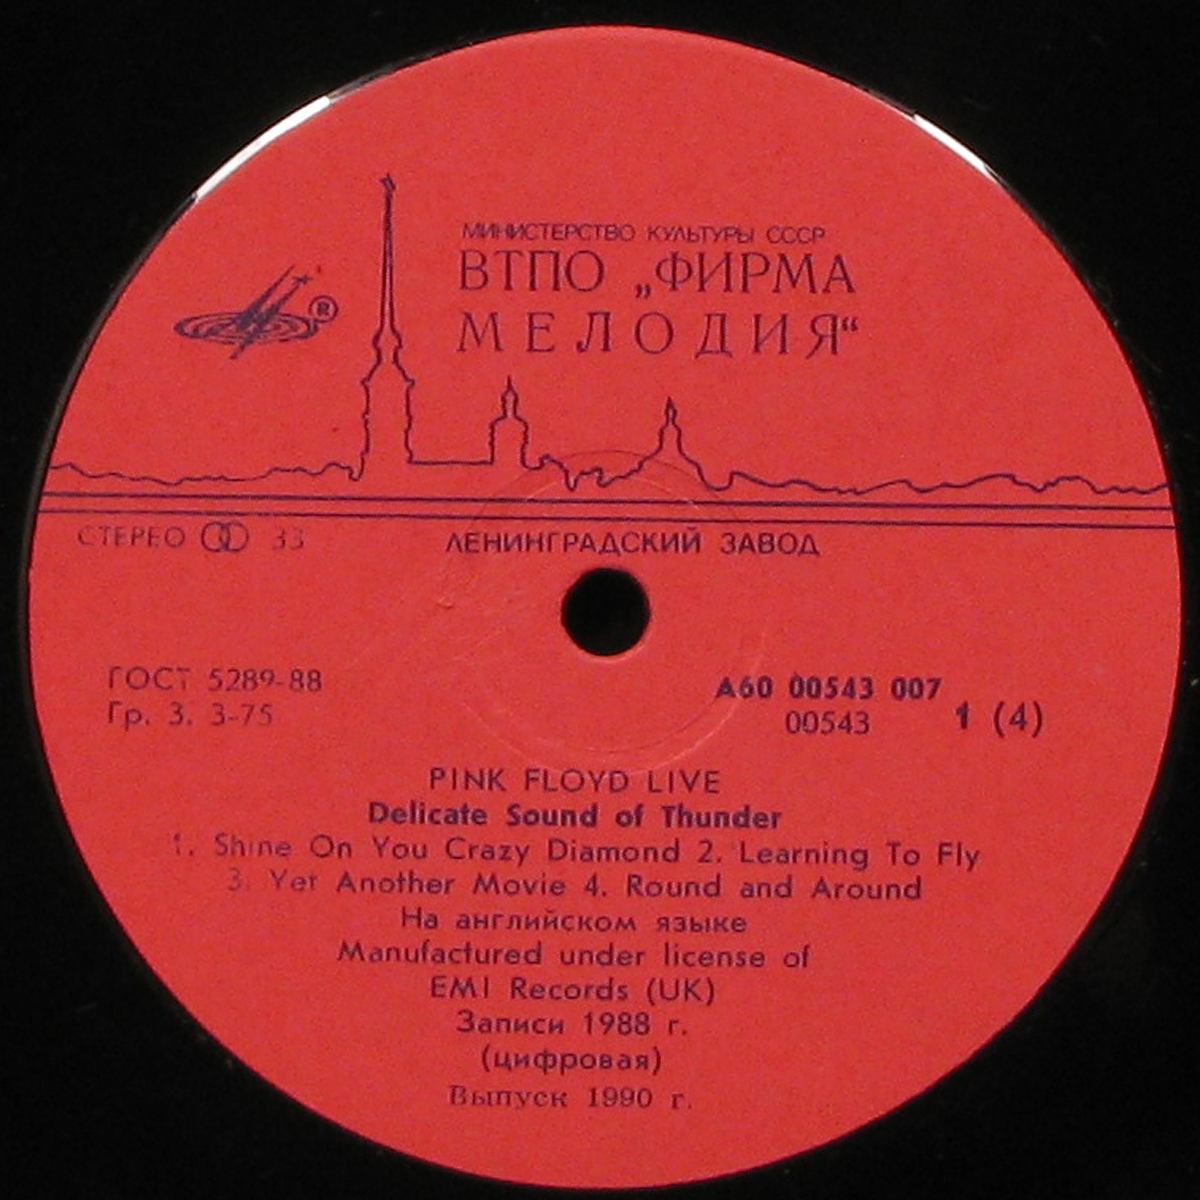 МИНИСТЕРСТВО КУЛЬТУРЫ СССР
ВТПО „ФИРМА
МЕЛОДИЯ“
®
СТЕРЕО 33
ЛЕНИНГРАДСКИЙ ЗАВОД
ГОСТ 5289-88
Гр. 3. 3-75
А60 00543 007
00543 1 (4)
PINK FLOYD LIVE
Delicate Sound of Thunder
1. Shine On You Crazy Diamond 2. Learning To Fly
3. Yet Another Movie 4. Round and Around
На английском языке
Manufactured under license of
EMI Records (UK)
Записи 1988 г.
(цифровая)
Выпуск 1990 г.